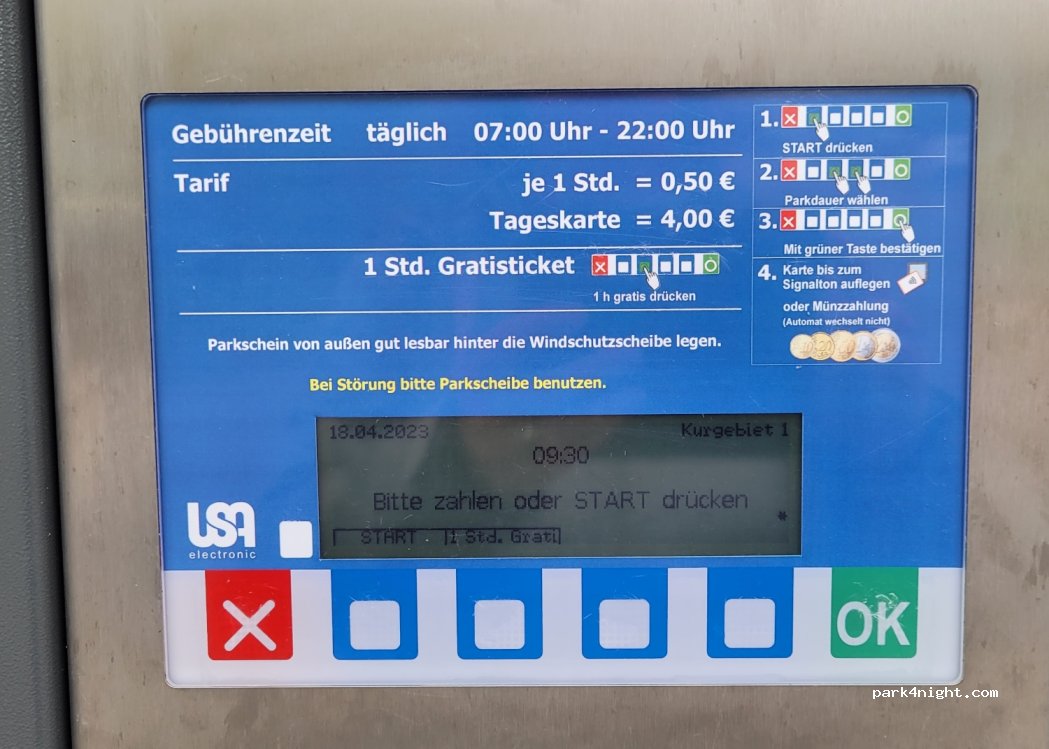 Gebührenzeit täglich 07:00 Uhr - 22:00 Uhr
Tarif je 1 Std. = 0,50 €
Tageskarte = 4,00 €
1 Std. Gratisticket
1 h gratis drücken
Parkschein von außen gut lesbar hinter die Windschutzscheibe legen.
Bei Störung bitte Parkscheibe benutzen.
1.
START drücken
2.
Parkdauer wählen
3.
Mit grüner Taste bestätigen
4. Karte bis zum
Signalton auflegen
oder Münzzahlung
(Automat wechselt nicht)
18.04.2023 Kurgebiet 1
09:30
Bitte zahlen oder START drücken
*
START 1 Std. Grati
USA
electronic
X OK
park4night.com